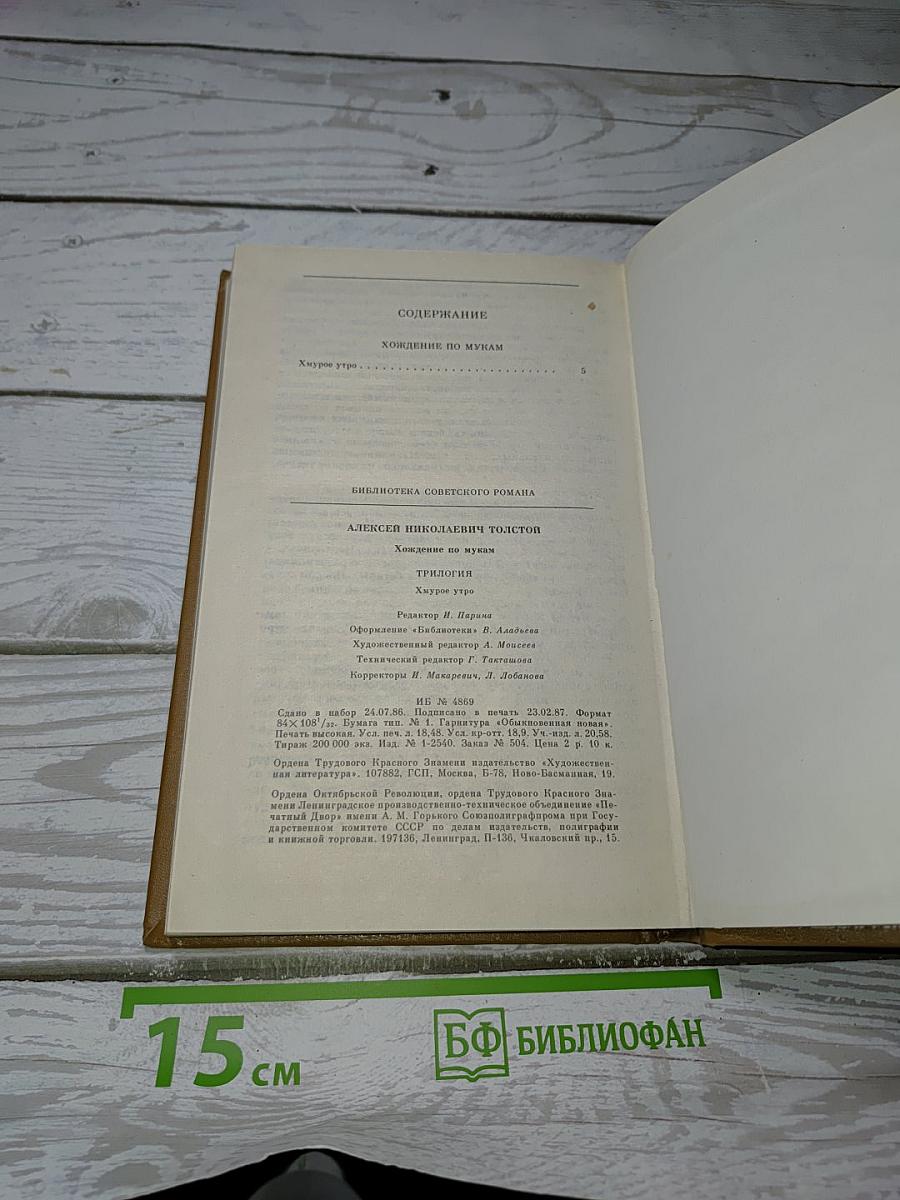 СОДЕРЖАНИЕ
ХОЖДЕНИЕ ПО МУКАМ
Хмурое утро . . . . . . . . . . . . . . . . . . . . . . . . . . 5
БИБЛИОТЕКА СОВЕТСКОГО РОМАНА
АЛЕКСЕЙ НИКОЛАЕВИЧ ТОЛСТОЙ
Хождение по мукам
ТРИЛОГИЯ
Хмурое утро
Редактор И. Парина
Оформление «Библиотеки» В. Аладьева
Художественный редактор А. Моисеев
Технический редактор Г. Такташова
Корректоры И. Макаревич, Л. Лобанова
ИБ № 4869
Сдано в набор 24.07.86. Подписано в печать 23.02.87. Формат
84×108¹/₃₂. Бумага тип. № 1. Гарнитура «Обыкновенная новая».
Печать высокая. Усл. печ. л. 18,48. Усл. кр-отт. 18,9. Уч.-изд. л. 20,58.
Тираж 200 000 экз. Изд. № 1-2540. Заказ № 504. Цена 2 р. 10 к.
Ордена Трудового Красного Знамени издательство «Художествен-
ная литература». 107882, ГСП, Москва, Б-78, Ново-Басманная, 19.
Ордена Октябрьской Революции, ордена Трудового Красного Зна-
мени Ленинградское производственно-техническое объединение «Пе-
чатный Двор» имени А. М. Горького Союзполиграфпрома при Госу-
дарственном комитете СССР по делам издательств, полиграфии
и книжной торговли. 197136, Ленинград, П-136, Чкаловский пр., 15.
15 см
БФ БИБЛИОФАН